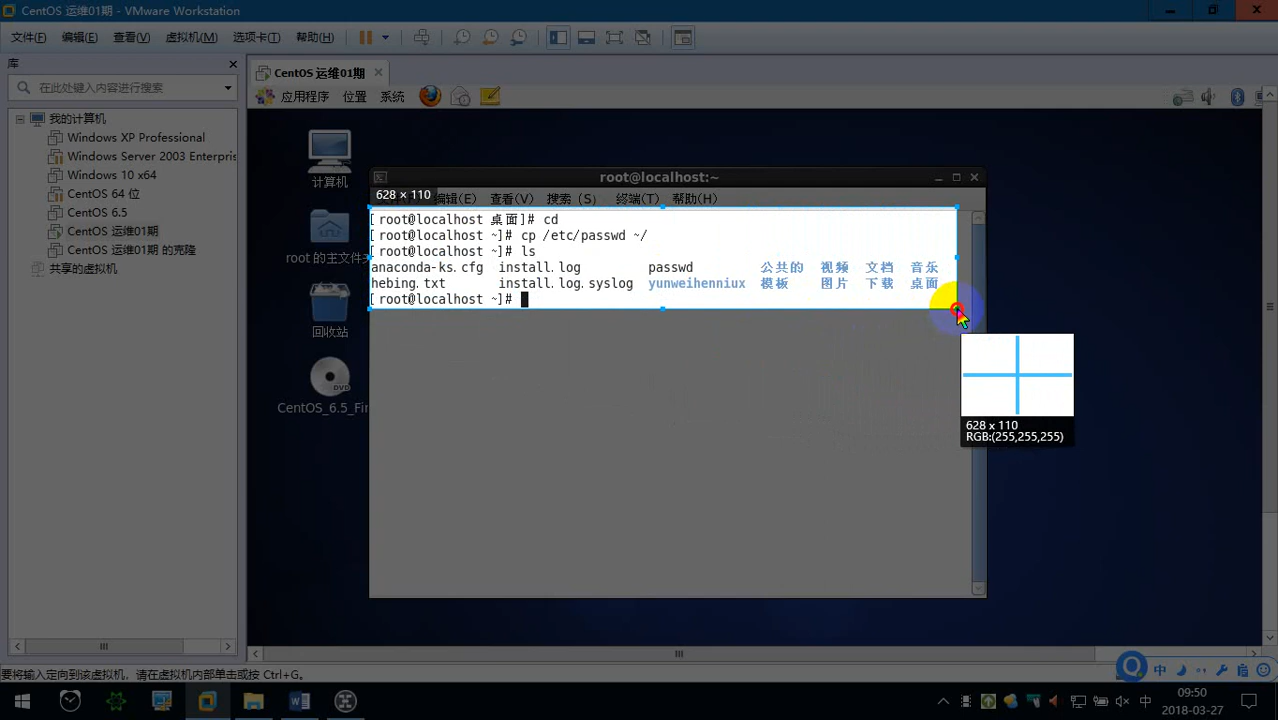 CentOS 运维01期 - VMware Workstation
文件(F) 编辑(E) 查看(V) 虚拟机(M) 选项卡(T) 帮助(H)
库
在此处键入内容进行搜索
我的计算机
Windows XP Professional
Windows Server 2003 Enterpris
Windows 10 x64
CentOS 64 位
CentOS 6.5
CentOS 运维01期
CentOS 运维01期 的克隆
共享的虚拟机
CentOS 运维01期
应用程序 位置 系统
计算机
root 的主文件夹
回收站
DVD
CentOS_6.5_Fin
root@localhost:~
628 × 110
编辑(E) 查看(V) 搜索 (S) 终端(T) 帮助(H)
[root@localhost 桌面]# cd
[root@localhost ~]# cp /etc/passwd ~/
[root@localhost ~]# ls
anaconda-ks.cfg install.log passwd 公共的 视频 文档 音乐
hebing.txt install.log.syslog yunweihenniux 模板 图片 下载 桌面
[root@localhost ~]#
628 x 110
RGB:(255,255,255)
要将输入定向到该虚拟机，请在虚拟机内部单击或按 Ctrl+G。
中
中
09:50
2018-03-27